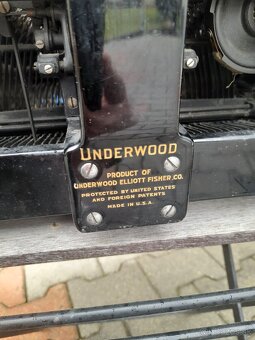 UNDERWOOD
PRODUCT OF
UNDERWOOD ELLIOTT FISHER.CO.
PROTECTED BY UNITED STATES
AND FOREIGN PATENTS
MADE IN U.S.A.